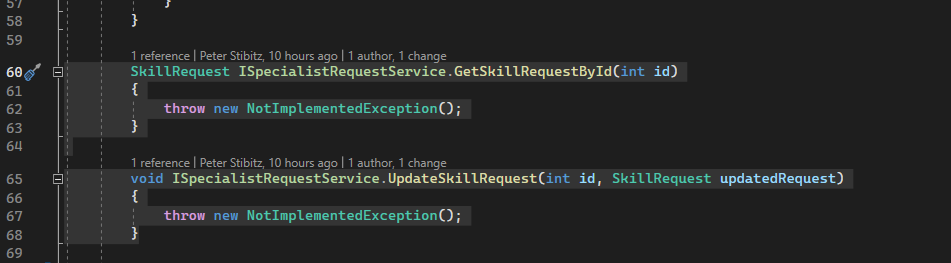 57 }
58 }
59
1 reference | Peter Stibitz, 10 hours ago | 1 author, 1 change
60 SkillRequest ISpecialistRequestService.GetSkillRequestById(int id)
61 {
62 throw new NotImplementedException();
63 }
64
1 reference | Peter Stibitz, 10 hours ago | 1 author, 1 change
65 void ISpecialistRequestService.UpdateSkillRequest(int id, SkillRequest updatedRequest)
66 {
67 throw new NotImplementedException();
68 }
69